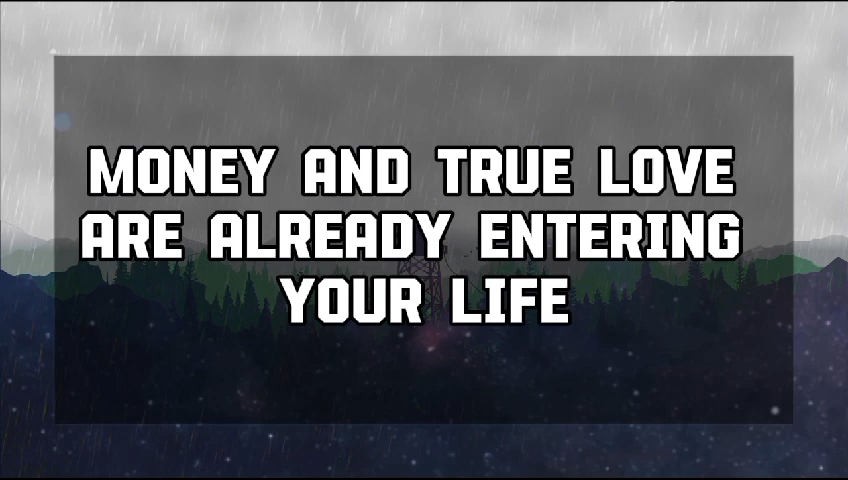 MONEY AND TRUE LOVE
ARE ALREADY ENTERING
YOUR LIFE